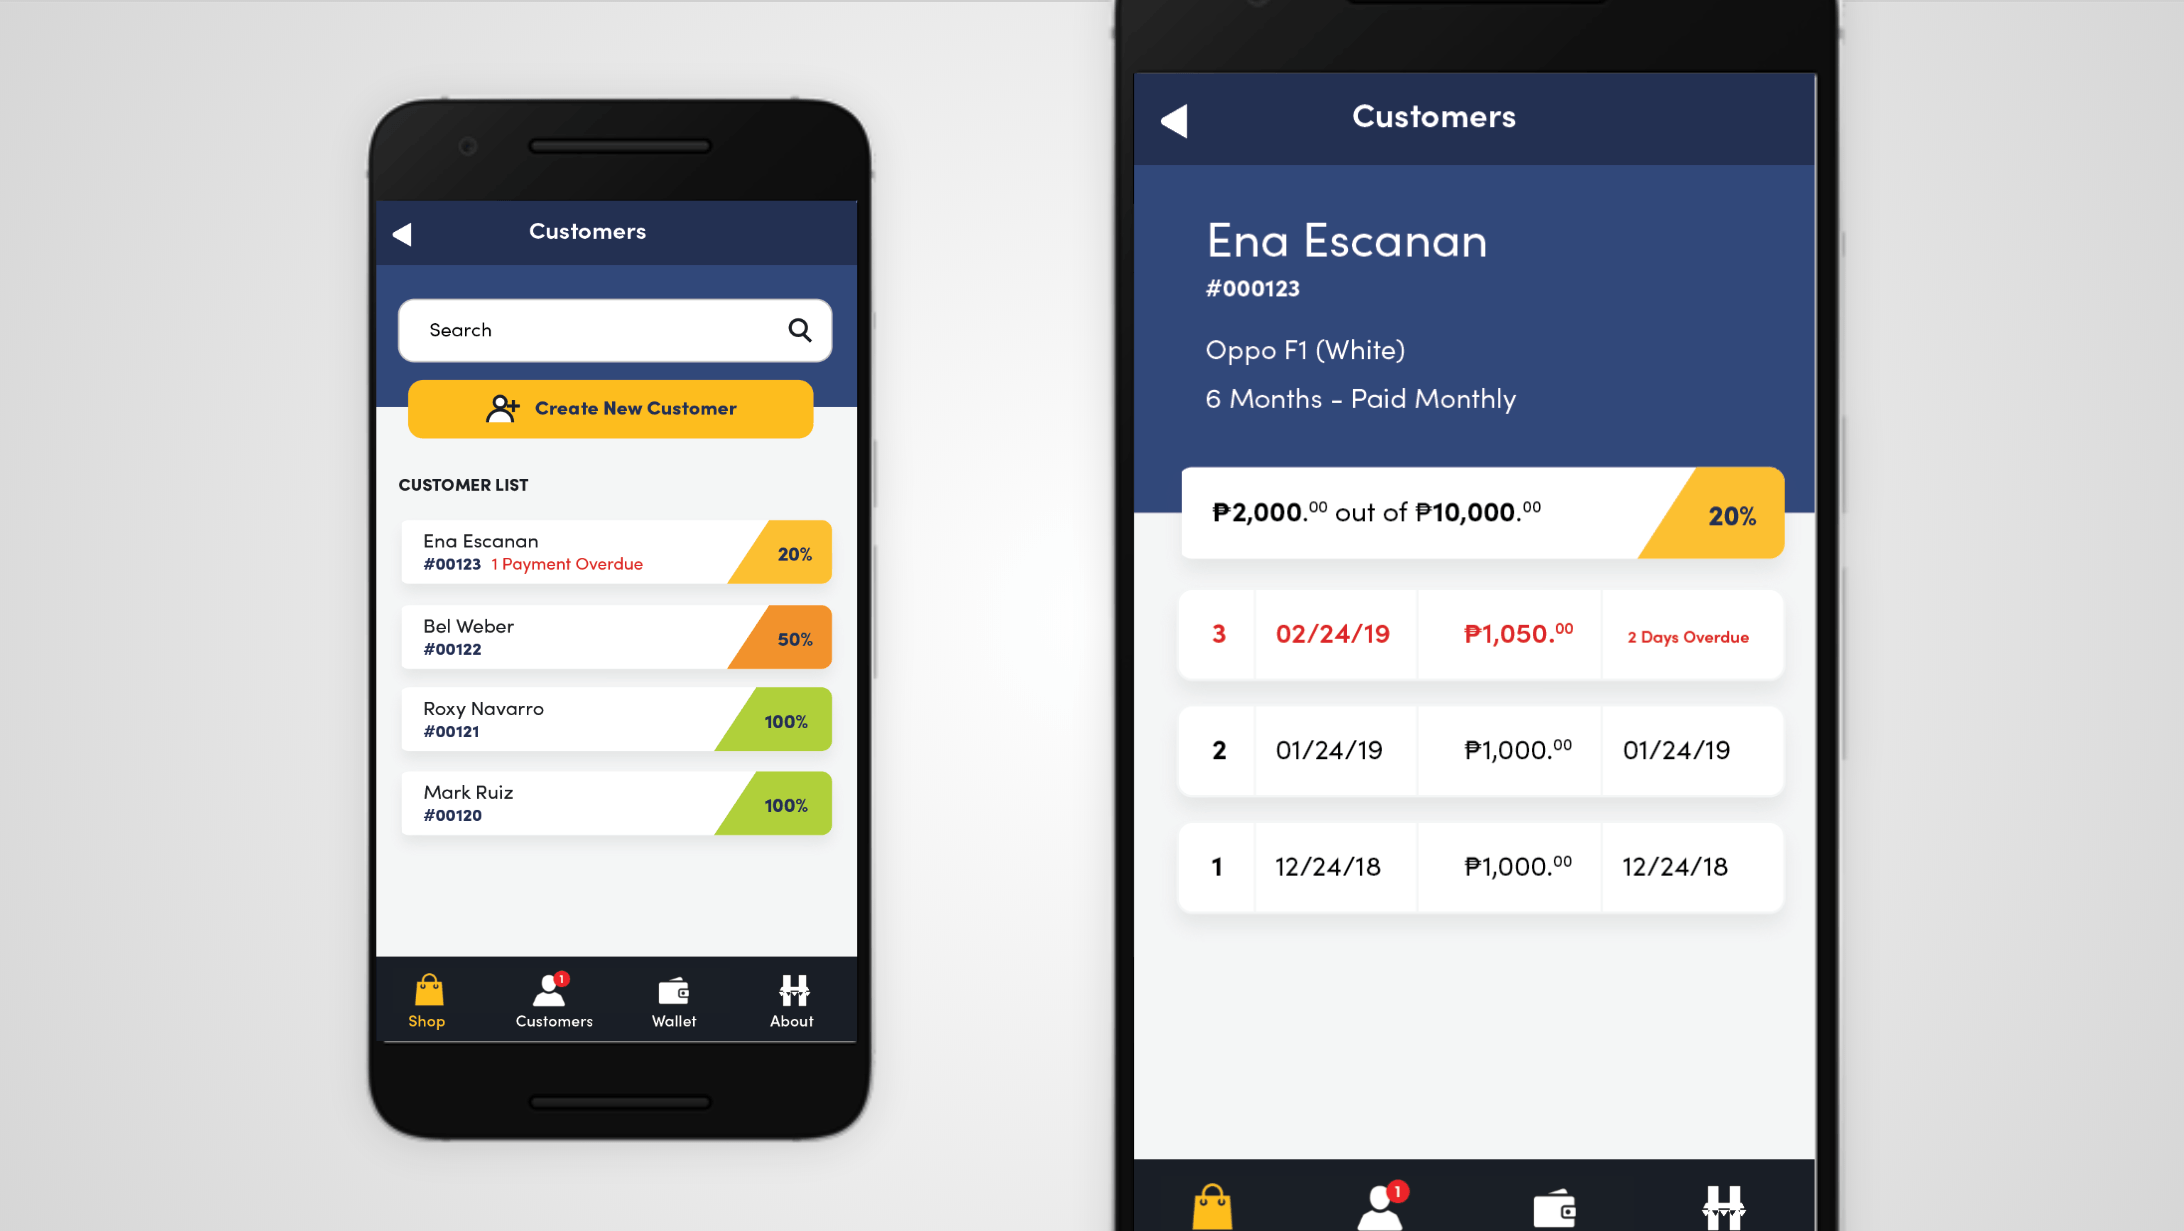 Customers
Search
Create New Customer
CUSTOMER LIST
Ena Escanan
#00123 1 Payment Overdue
20%
Bel Weber
#00122
50%
Roxy Navarro
#00121
100%
Mark Ruiz
#00120
100%
1
Shop Customers Wallet About
Customers
Ena Escanan
#000123
Oppo F1 (White)
6 Months - Paid Monthly
₱2,000.00 out of ₱10,000.00 20%
3 02/24/19 ₱1,050.00 2 Days Overdue
2 01/24/19 ₱1,000.00 01/24/19
1 12/24/18 ₱1,000.00 12/24/18
1